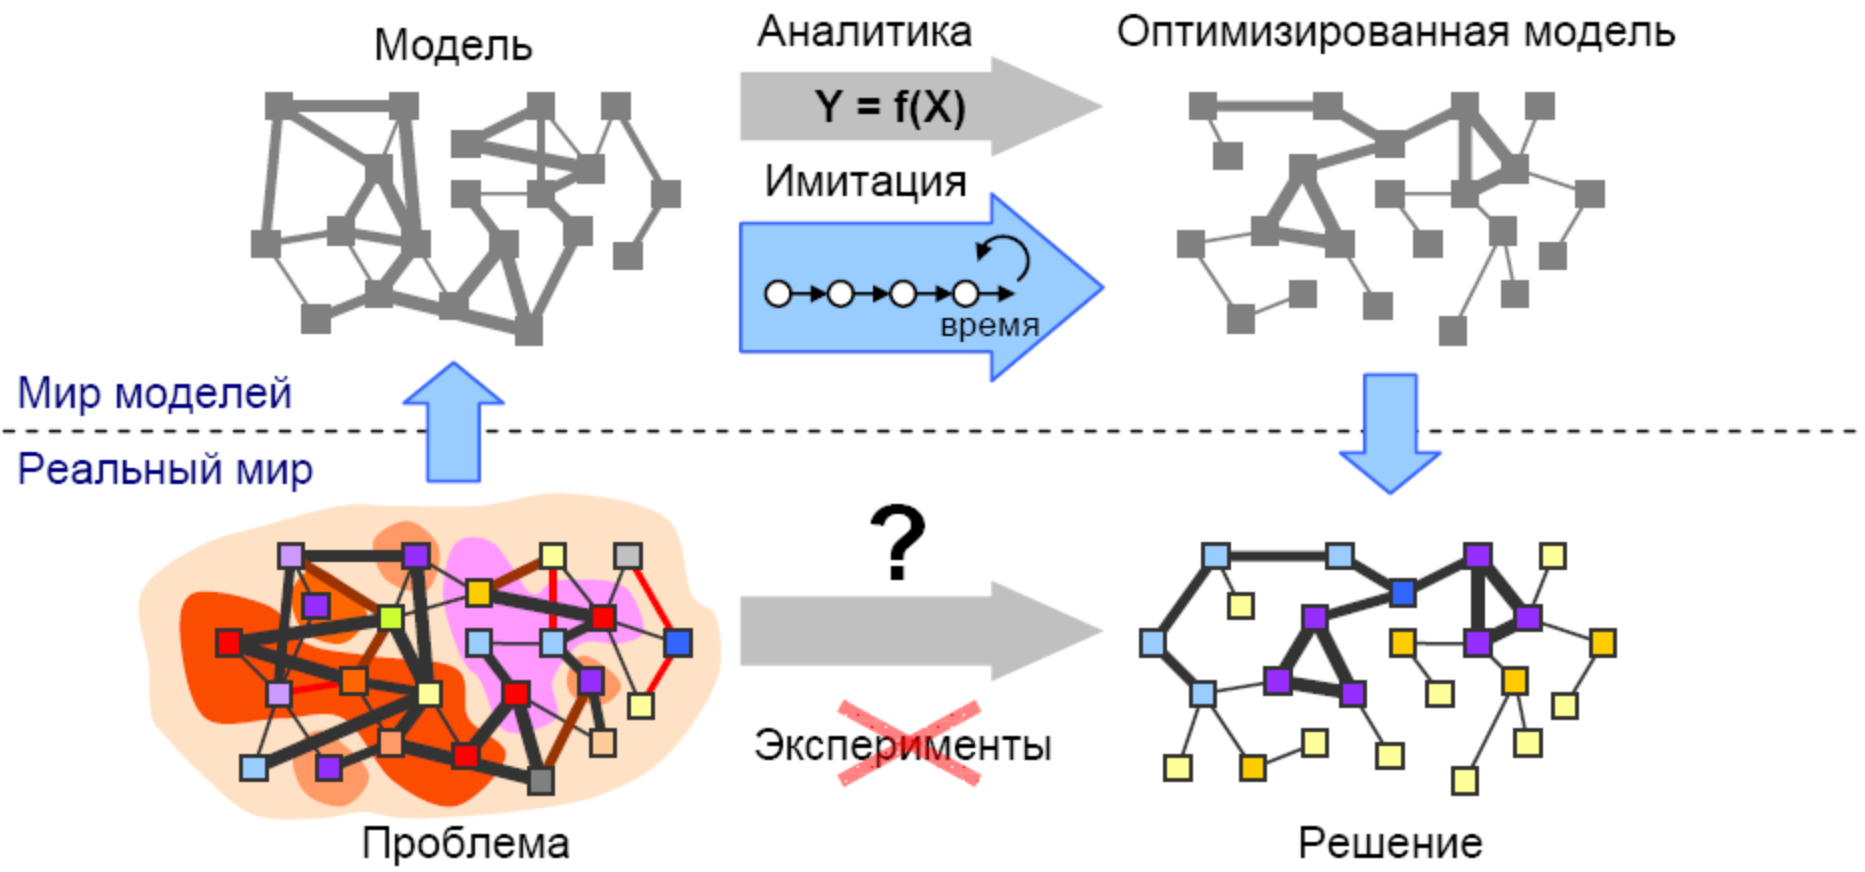 Модель
Аналитика
Оптимизированная модель
Y = f(X)
Имитация
время
Мир моделей
Реальный мир
?
Эксперименты
Проблема
Решение